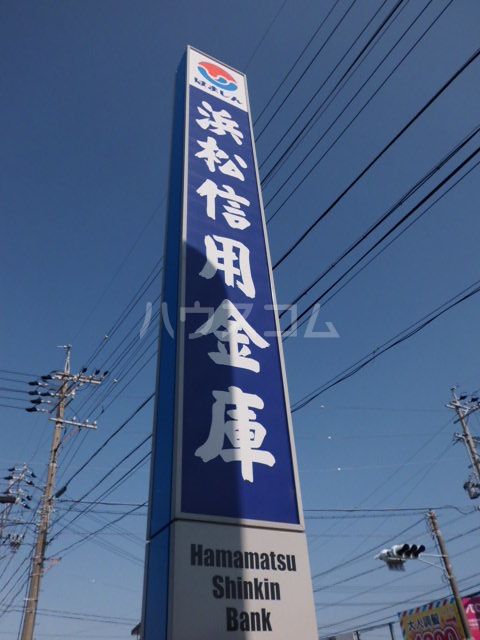 はましん
浜松信用金庫
ハウスコム
Hamamatsu
Shinkin
Bank